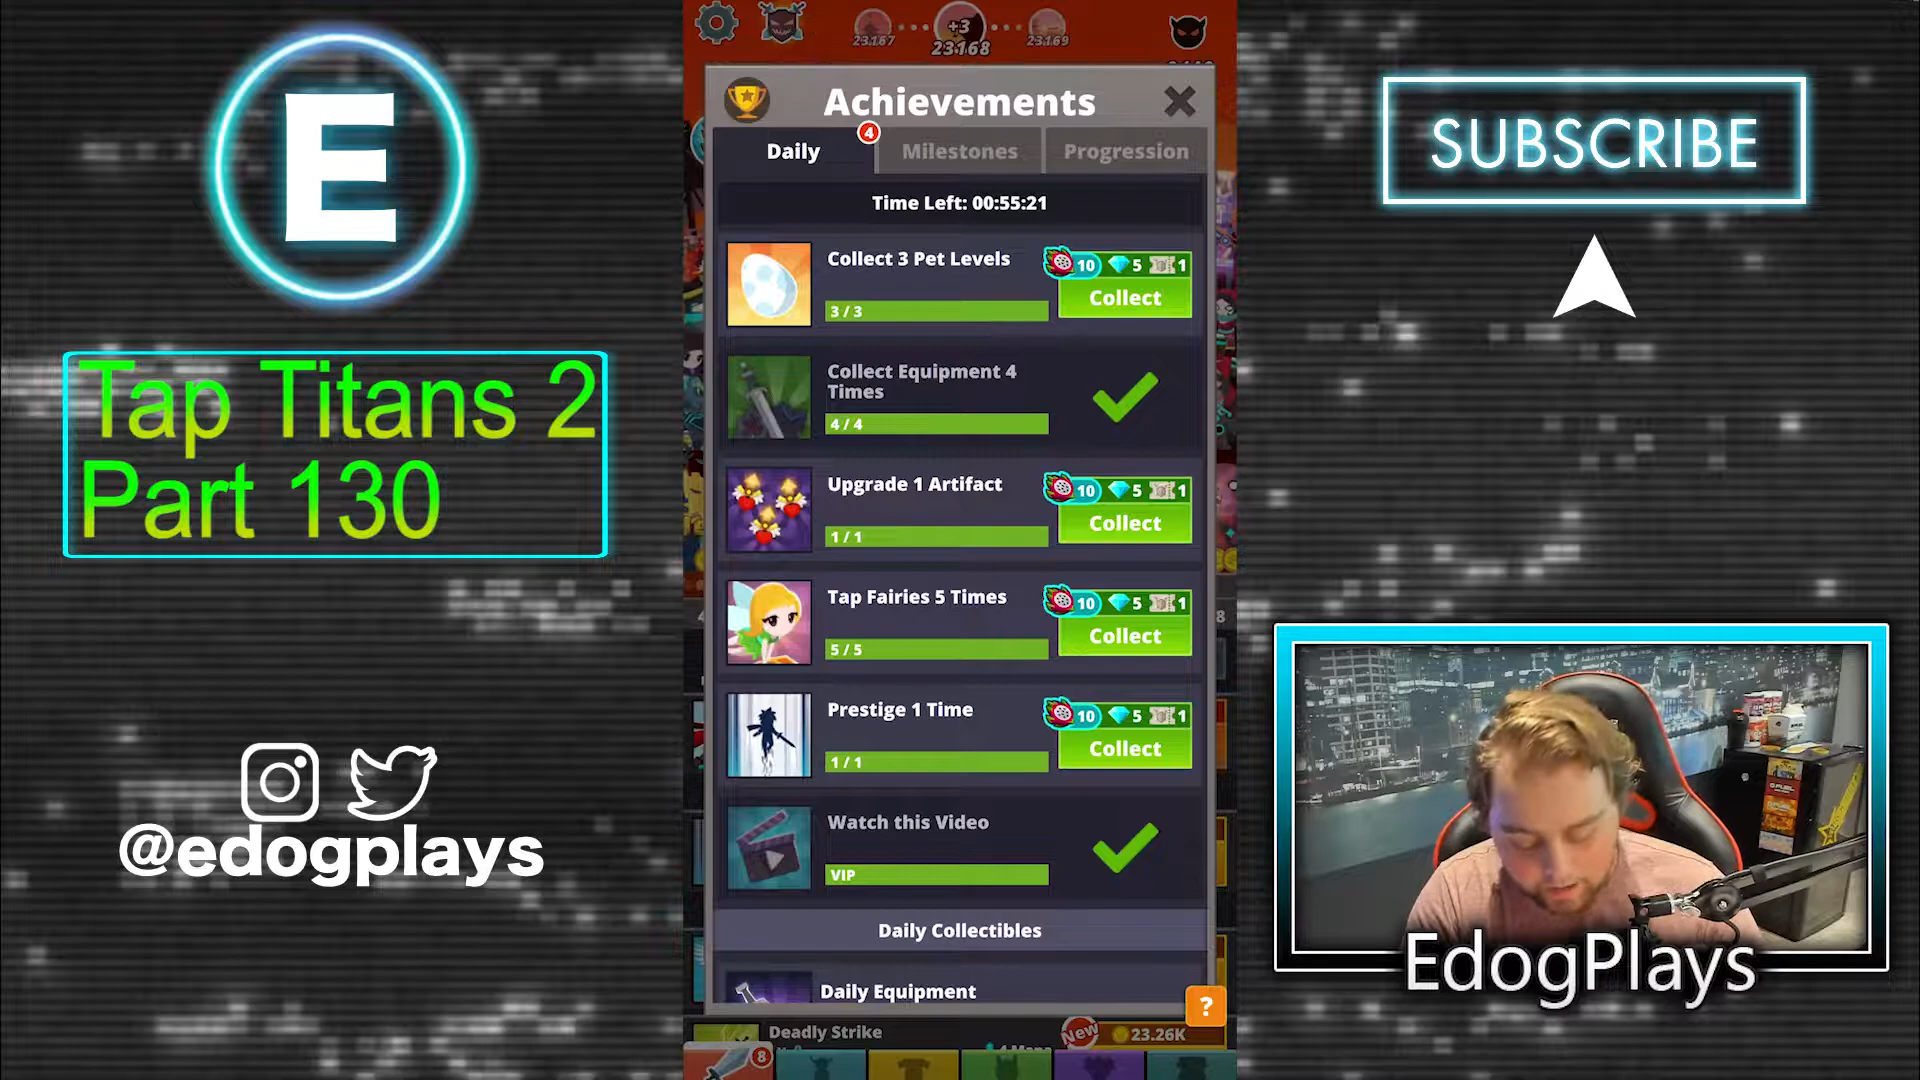 E
Tap Titans 2
Part 130
@edogplays
23167
+3
23168
23169
Achievements
4
Daily
Milestones
Progression
Time Left: 00:55:21
Collect 3 Pet Levels
10 5 1
3 / 3
Collect
Collect Equipment 4
Times
4 / 4
Upgrade 1 Artifact
10 5 1
1 / 1
Collect
Tap Fairies 5 Times
10 5 1
5 / 5
Collect
Prestige 1 Time
10 5 1
1 / 1
Collect
Watch this Video
VIP
Daily Collectibles
Daily Equipment
?
Deadly Strike
New
23.26K
8
SUBSCRIBE
EdogPlays